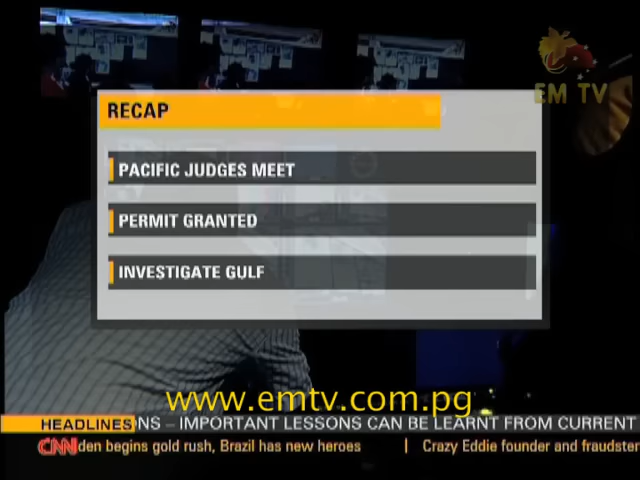 EM TV
RECAP
PACIFIC JUDGES MEET
PERMIT GRANTED
INVESTIGATE GULF
www.emtv.com.pg
HEADLINES NS – IMPORTANT LESSONS CAN BE LEARNT FROM CURRENT
CNN den begins gold rush, Brazil has new heroes | Crazy Eddie founder and fraudster